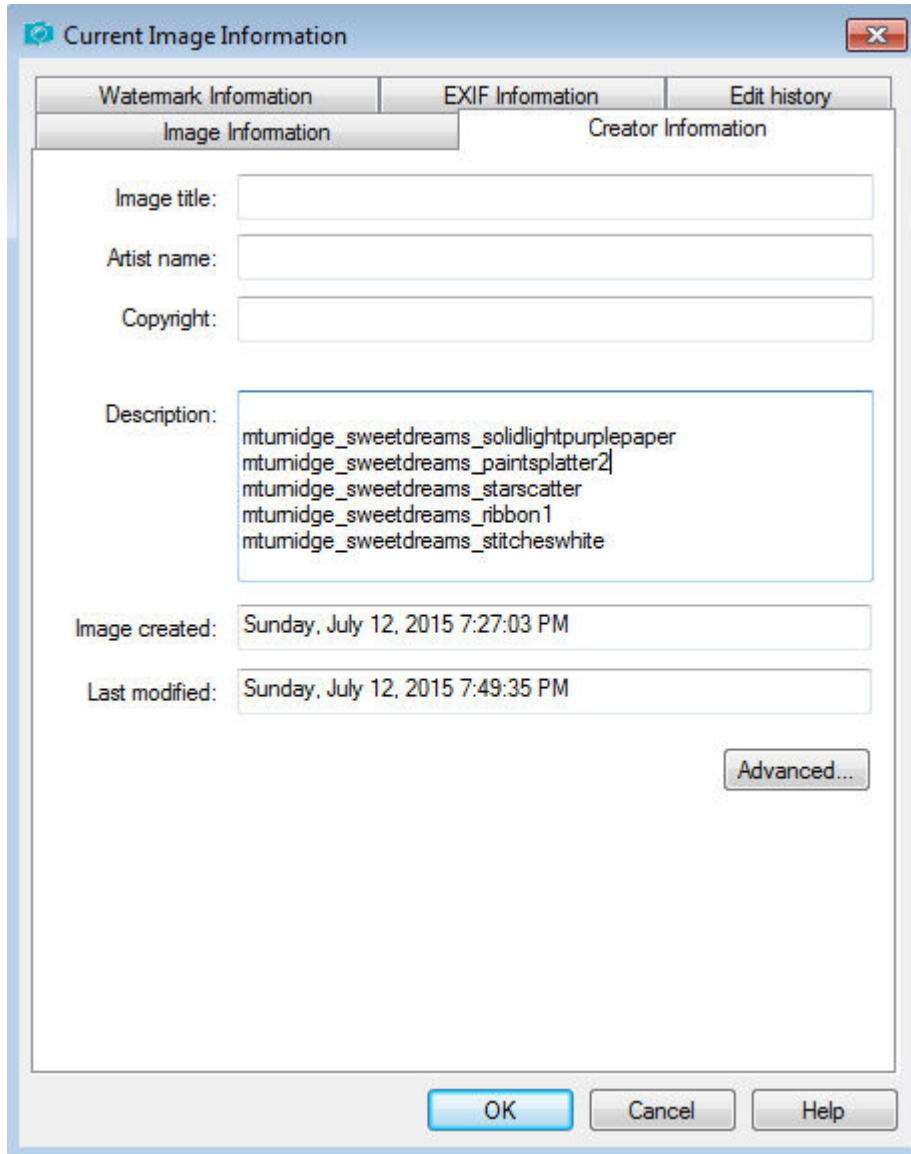 Current Image Information
Watermark Information
EXIF Information
Edit history
Image Information
Creator Information
Image title:
Artist name:
Copyright:
Description:
mturnidge_sweetdreams_solidlightpurplepaper
mturnidge_sweetdreams_paintsplatter2
mturnidge_sweetdreams_starscatter
mturnidge_sweetdreams_ribbon1
mturnidge_sweetdreams_stitcheswhite
Image created: Sunday, July 12, 2015 7:27:03 PM
Last modified: Sunday, July 12, 2015 7:49:35 PM
Advanced...
OK
Cancel
Help